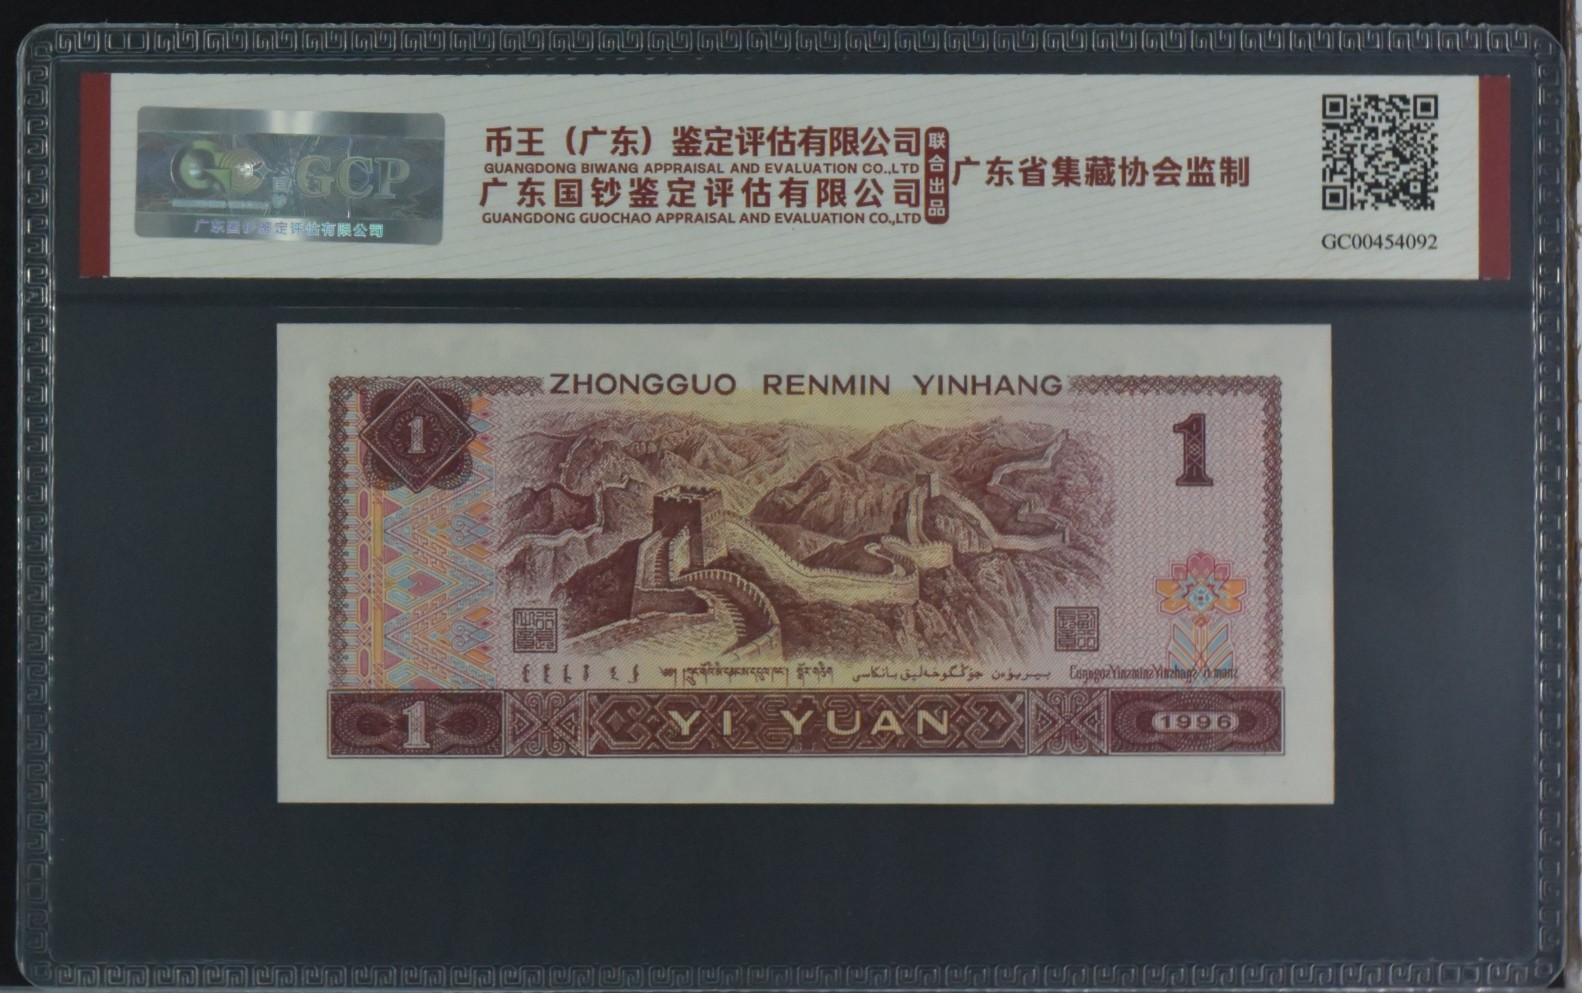 GCP
广东国钞鉴定评估有限公司
币王（广东）鉴定评估有限公司
GUANGDONG BIWANG APPRAISAL AND EVALUATION CO.,LTD
广东国钞鉴定评估有限公司
GUANGDONG GUOCHAO APPRAISAL AND EVALUATION CO.,LTD
联合出品
广东省集藏协会监制
GC00454092
ZHONGGUO RENMIN YINHANG
1
1
1
YI YUAN
1996